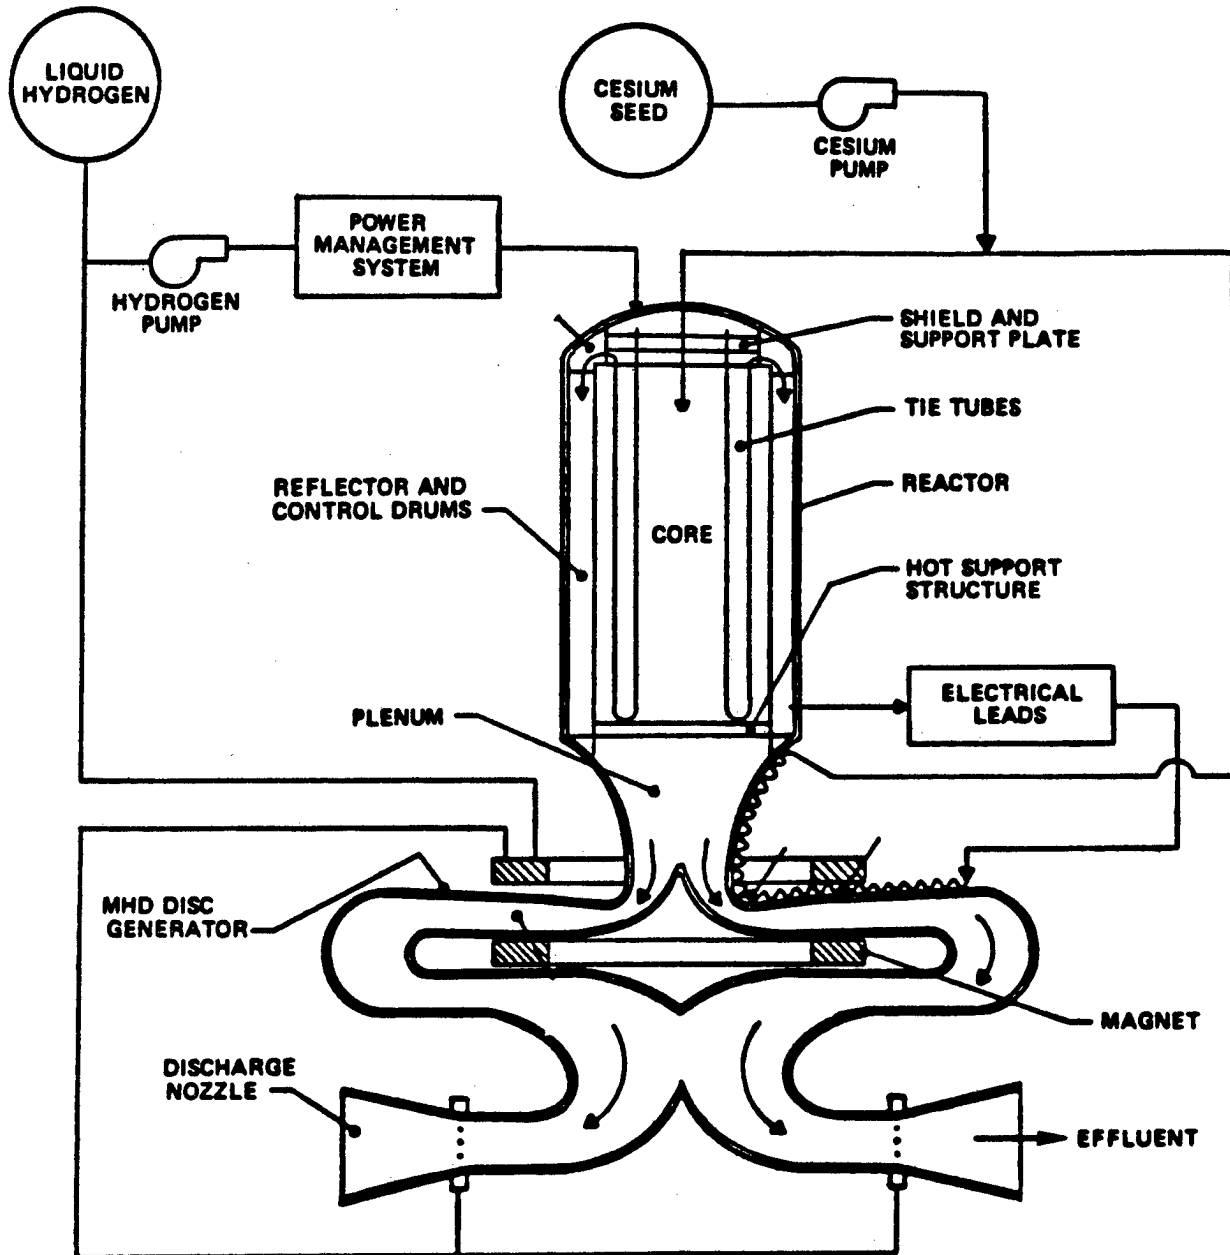 LIQUID
HYDROGEN
CESIUM
SEED
CESIUM
PUMP
POWER
MANAGEMENT
SYSTEM
HYDROGEN
PUMP
SHIELD AND
SUPPORT PLATE
TIE TUBES
REFLECTOR AND
CONTROL DRUMS
REACTOR
CORE
HOT SUPPORT
STRUCTURE
ELECTRICAL
LEADS
PLENUM
MHD DISC
GENERATOR
MAGNET
DISCHARGE
NOZZLE
EFFLUENT